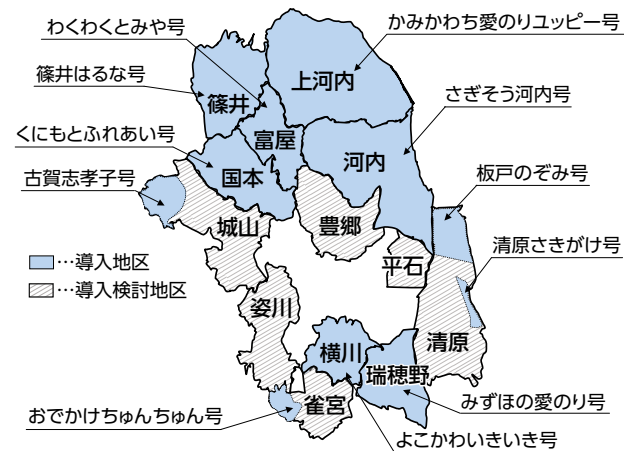 わくわくとみや号
かみかわち愛のりユッピー号
篠井はるな号
上河内
篠井
さぎそう河内号
くにもとふれあい号
富屋
河内
国本
板戸のぞみ号
古賀志孝子号
城山
豊郷
清原さきがけ号
平石
…導入地区
…導入検討地区
姿川
清原
横川
瑞穂野
雀宮
みずほの愛のり号
おでかけちゅんちゅん号
よこかわいきいき号